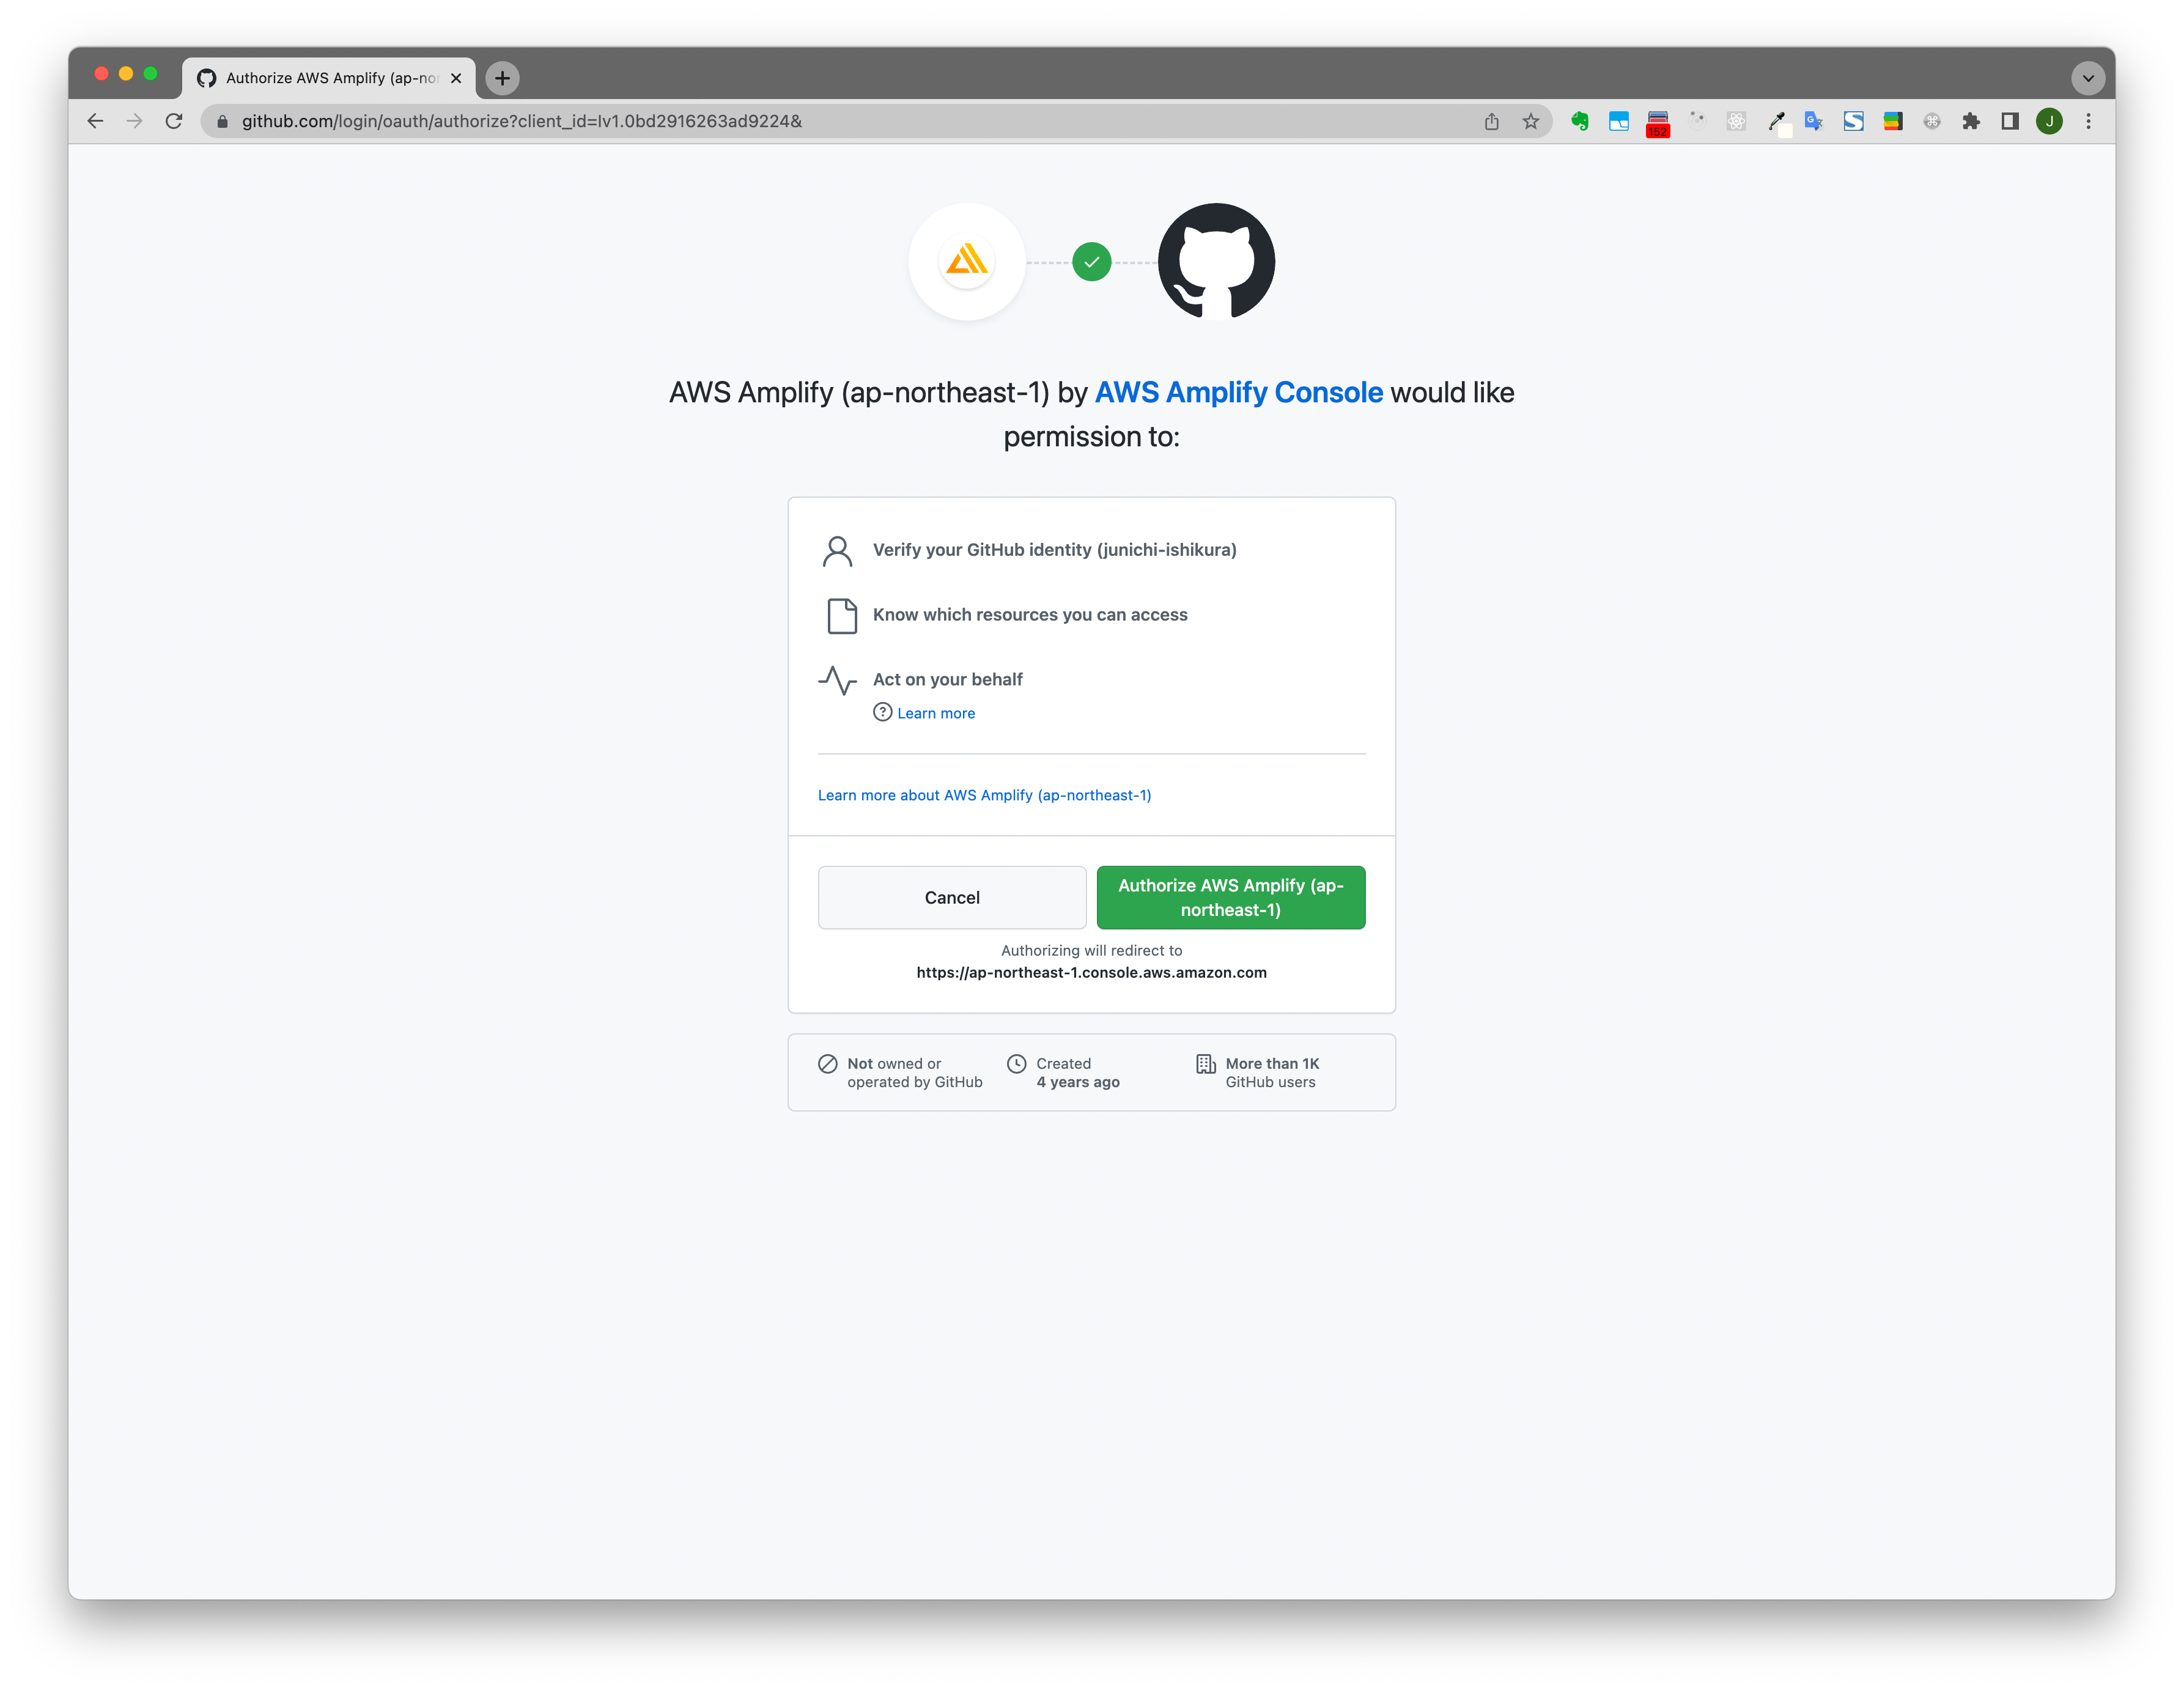 Authorize AWS Amplify (ap-nor
github.com/login/oauth/authorize?client_id=Iv1.0bd2916263ad9224&
152
G
S
J
AWS Amplify (ap-northeast-1) by AWS Amplify Console would like
permission to:
Verify your GitHub identity (junichi-ishikura)
Know which resources you can access
Act on your behalf
? Learn more
Learn more about AWS Amplify (ap-northeast-1)
Cancel
Authorize AWS Amplify (ap-
northeast-1)
Authorizing will redirect to
https://ap-northeast-1.console.aws.amazon.com
Not owned or
operated by GitHub
Created
4 years ago
More than 1K
GitHub users